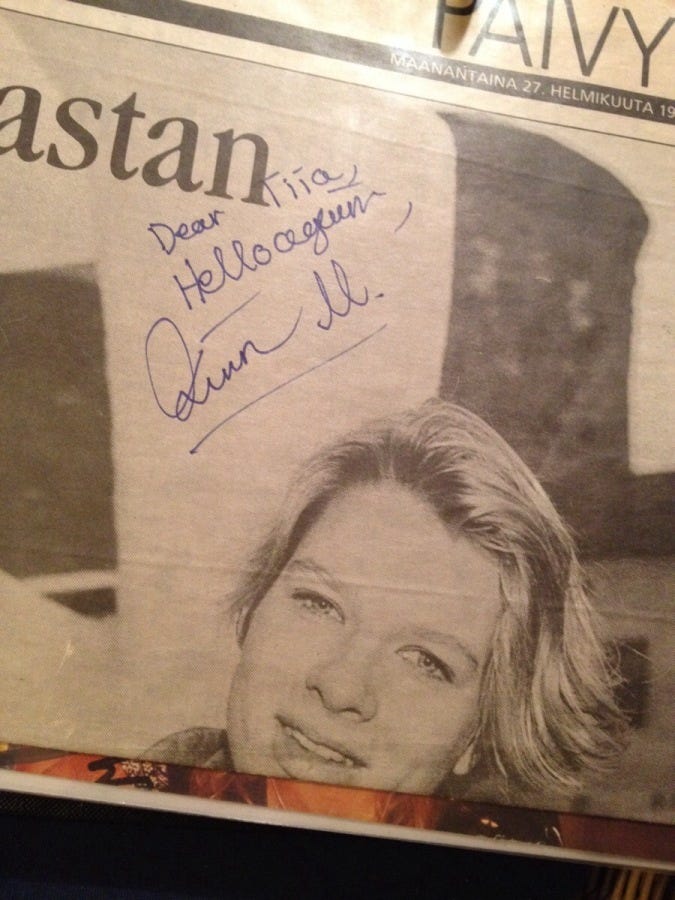 PÄIVY
MAANANTAINA 27. HELMIKUUTA 19
astan
Dear Tiia,
Hello again,
M.